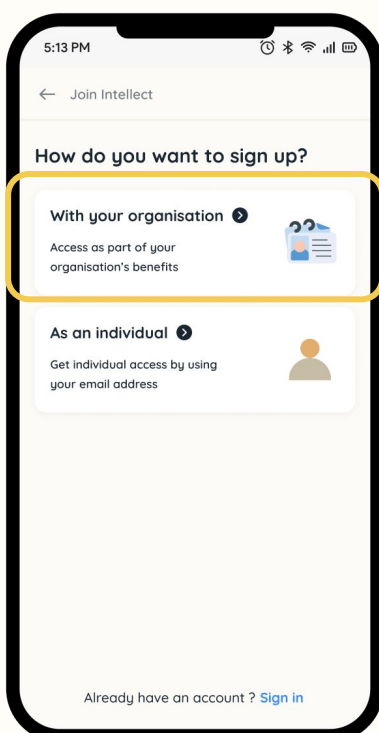 5:13 PM
Join Intellect
How do you want to sign up?
With your organisation
Access as part of your
organisation's benefits
As an individual
Get individual access by using
your email address
Already have an account ? Sign in